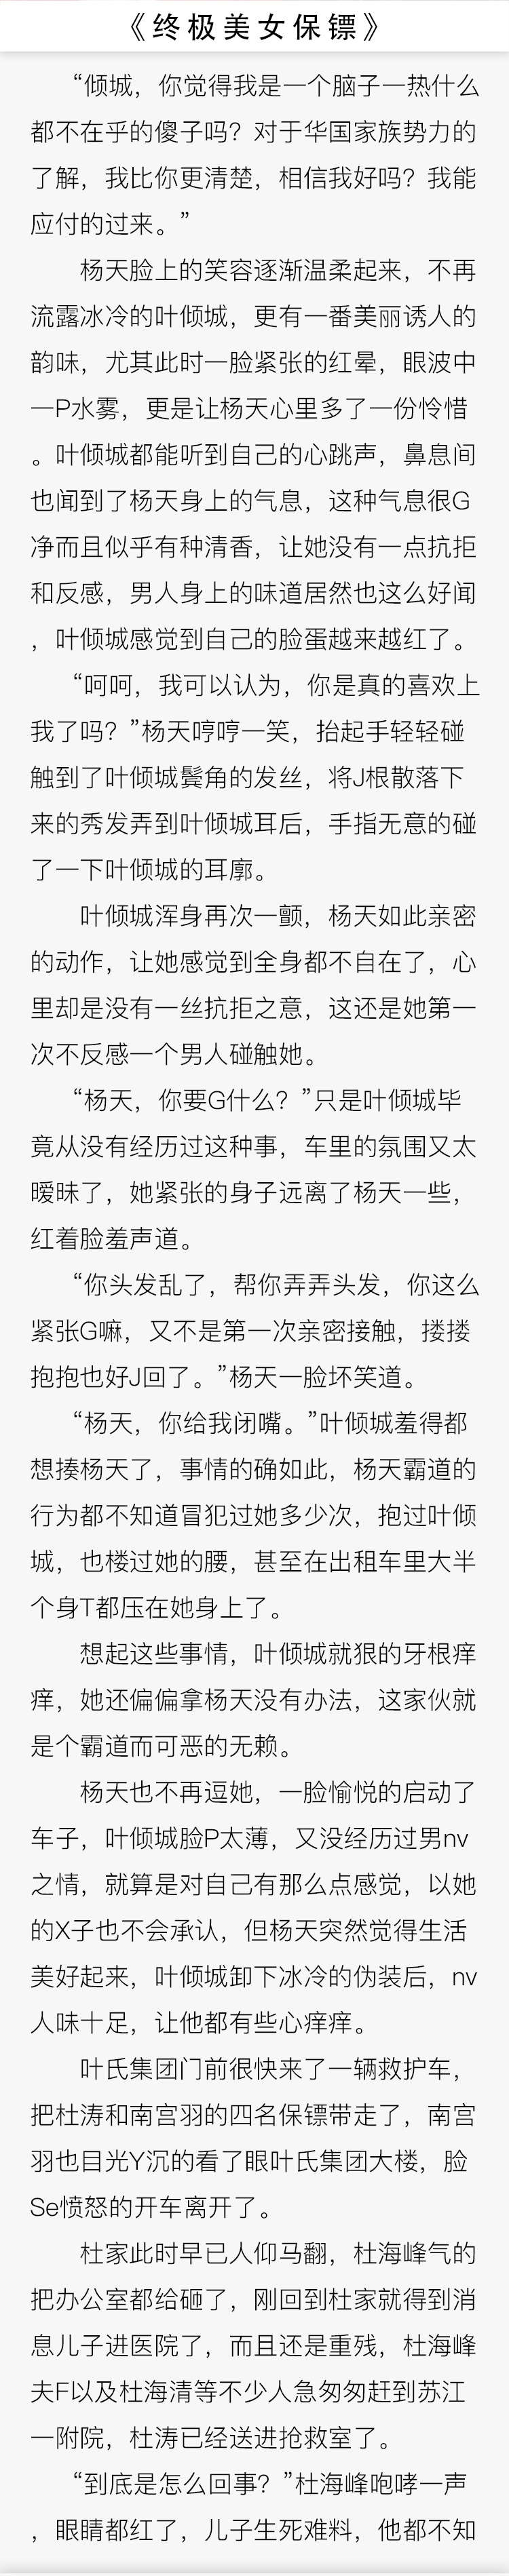 《终极美女保镖》
“倾城，你觉得我是一个脑子一热什么
都不在乎的傻子吗？对于华国家族势力的
了解，我比你更清楚，相信我好吗？我能
应付的过来。”
杨天脸上的笑容逐渐温柔起来，不再
流露冰冷的叶倾城，更有一番美丽诱人的
韵味，尤其此时一脸紧张的红晕，眼波中
一P水雾，更是让杨天心里多了一份怜惜
。叶倾城都能听到自己的心跳声，鼻息间
也闻到了杨天身上的气息，这种气息很G
净而且似乎有种清香，让她没有一点抗拒
和反感，男人身上的味道居然也这么好闻
，叶倾城感觉到自己的脸蛋越来越红了。
“呵呵，我可以认为，你是真的喜欢上
我了吗？”杨天哼哼一笑，抬起手轻轻碰
触到了叶倾城鬓角的发丝，将J根散落下
来的秀发弄到叶倾城耳后，手指无意的碰
了一下叶倾城的耳廓。
叶倾城浑身再次一颤，杨天如此亲密
的动作，让她感觉到全身都不自在了，心
里却是没有一丝抗拒之意，这还是她第一
次不反感一个男人碰触她。
“杨天，你要G什么？”只是叶倾城毕
竟从没有经历过这种事，车里的氛围又太
暧昧了，她紧张的身子远离了杨天一些，
红着脸羞声道。
“你头发乱了，帮你弄弄头发，你这么
紧张G嘛，又不是第一次亲密接触，搂搂
抱抱也好J回了。”杨天一脸坏笑道。
“杨天，你给我闭嘴。”叶倾城羞得都
想揍杨天了，事情的确如此，杨天霸道的
行为都不知道冒犯过她多少次，抱过叶倾
城，也楼过她的腰，甚至在出租车里大半
个身T都压在她身上了。
想起这些事情，叶倾城就狠的牙根痒
痒，她还偏偏拿杨天没有办法，这家伙就
是个霸道而可恶的无赖。
杨天也不再逗她，一脸愉悦的启动了
车子，叶倾城脸P太薄，又没经历过男nv
之情，就算是对自己有那么点感觉，以她
的X子也不会承认，但杨天突然觉得生活
美好起来，叶倾城卸下冰冷的伪装后，nv
人味十足，让他都有些心痒痒。
叶氏集团门前很快来了一辆救护车，
把杜涛和南宫羽的四名保镖带走了，南宫
羽也目光Y沉的看了眼叶氏集团大楼，脸
Se愤怒的开车离开了。
杜家此时早已人仰马翻，杜海峰气的
把办公室都给砸了，刚回到杜家就得到消
息儿子进医院了，而且还是重残，杜海峰
夫F以及杜海清等不少人急匆匆赶到苏江
一附院，杜涛已经送进抢救室了。
“到底是怎么回事？”杜海峰咆哮一声
，眼睛都红了，儿子生死难料，他都不知